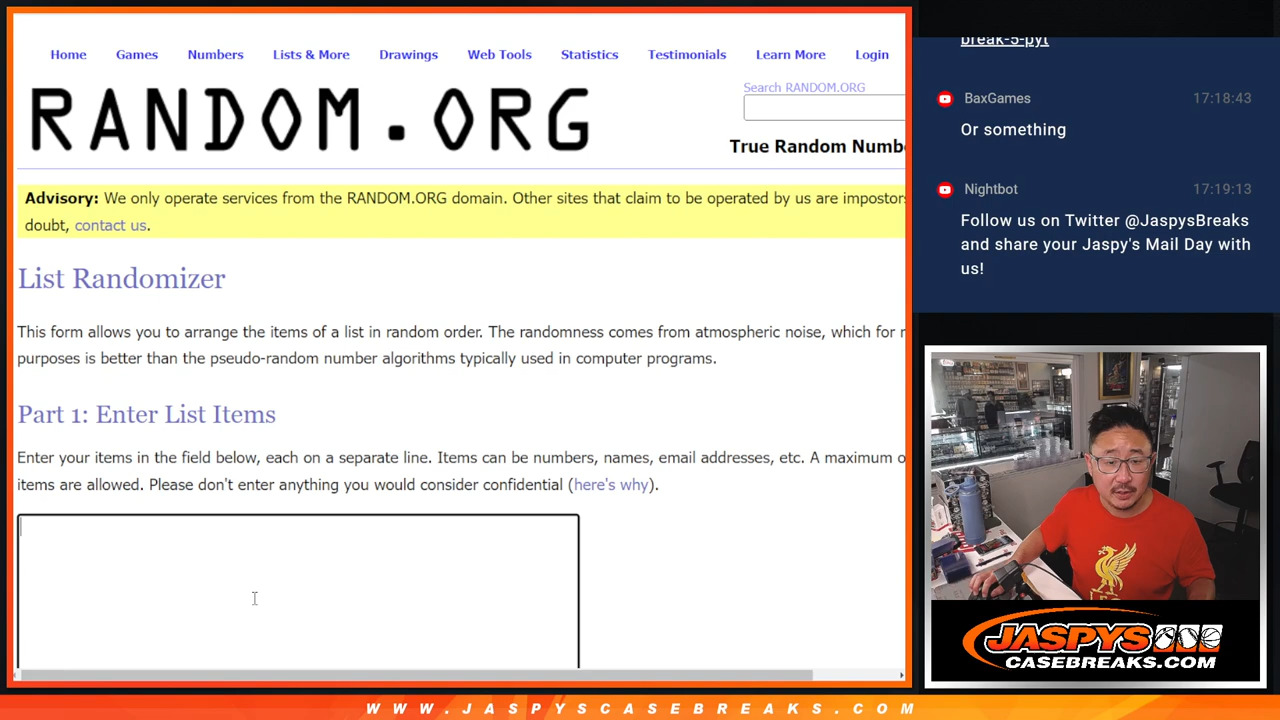 Home Games Numbers Lists & More Drawings Web Tools Statistics Testimonials Learn More Login
RANDOM.ORG
Search RANDOM.ORG
True Random Numb
Advisory: We only operate services from the RANDOM.ORG domain. Other sites that claim to be operated by us are impostors
doubt, contact us.
List Randomizer
This form allows you to arrange the items of a list in random order. The randomness comes from atmospheric noise, which for
purposes is better than the pseudo-random number algorithms typically used in computer programs.
Part 1: Enter List Items
Enter your items in the field below, each on a separate line. Items can be numbers, names, email addresses, etc. A maximum o
items are allowed. Please don't enter anything you would consider confidential (here's why).
break-5-pyt
BaxGames 17:18:43
Or something
Nightbot 17:19:13
Follow us on Twitter @JaspysBreaks
and share your Jaspy's Mail Day with
us!
JASPYS
CASEBREAKS.COM
WWW.JASPYSCASEBREAKS.COM